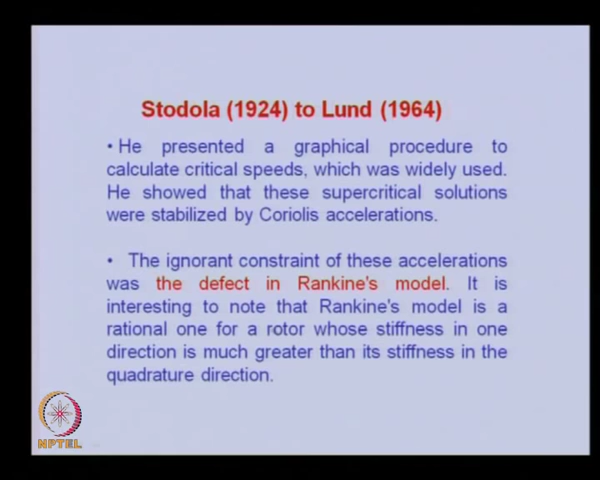 Stodola (1924) to Lund (1964)
• He presented a graphical procedure to
calculate critical speeds, which was widely used.
He showed that these supercritical solutions
were stabilized by Coriolis accelerations.
• The ignorant constraint of these accelerations
was the defect in Rankine's model. It is
interesting to note that Rankine's model is a
rational one for a rotor whose stiffness in one
direction is much greater than its stiffness in the
quadrature direction.
NPTEL